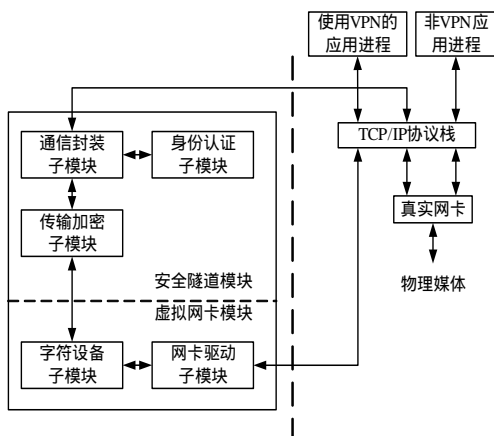 使用VPN的
应用进程
非VPN应
用进程
TCP/IP协议栈
通信封装
子模块
身份认证
子模块
传输加密
子模块
真实网卡
物理媒体
安全隧道模块
虚拟网卡模块
字符设备
子模块
网卡驱动
子模块